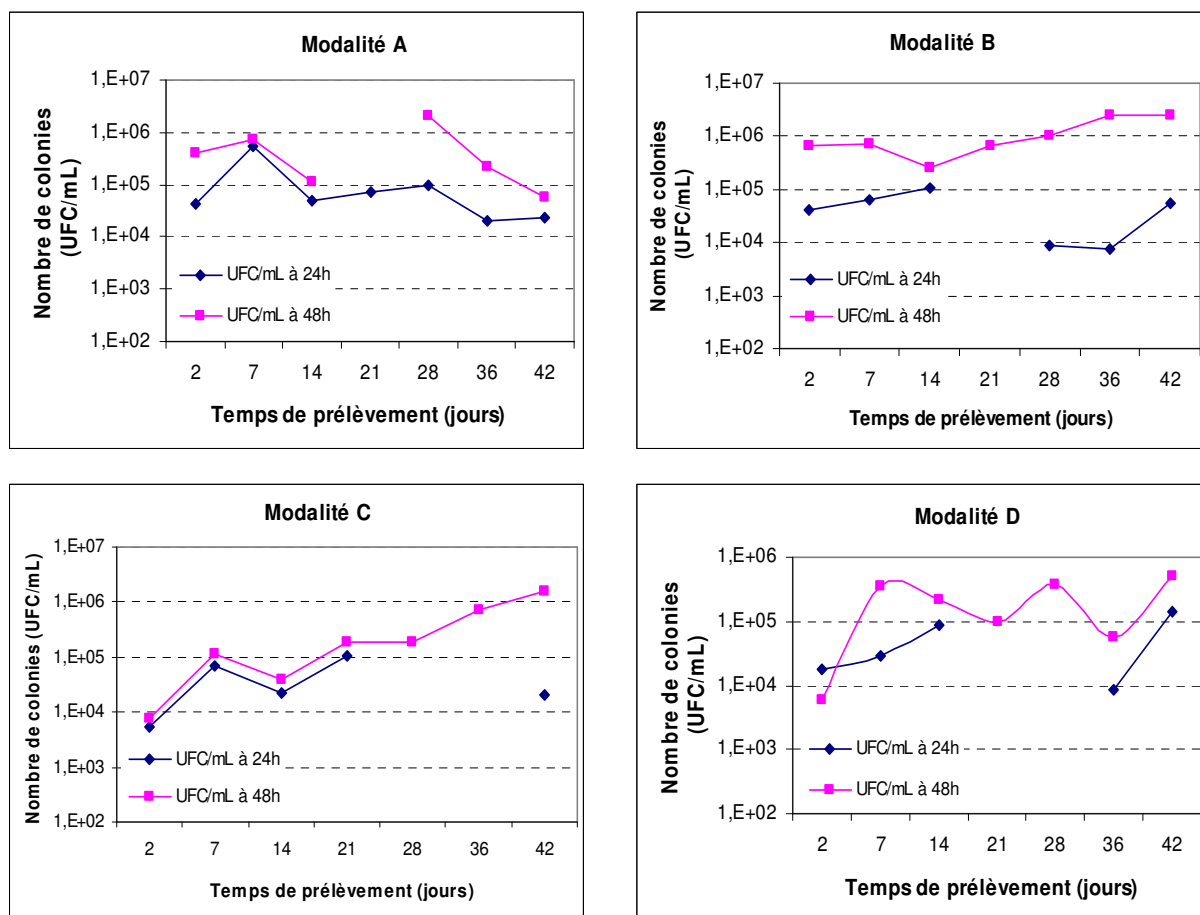 Modalité A
Nombre de colonies
(UFC/mL)
1,E+07
1,E+06
1,E+05
1,E+04
1,E+03
1,E+02
UFC/mL à 24h
UFC/mL à 48h
2 7 14 21 28 36 42
Temps de prélèvement (jours)
Modalité B
Nombre de colonies
(UFC/mL)
1,E+07
1,E+06
1,E+05
1,E+04
1,E+03
1,E+02
UFC/mL à 24h
UFC/mL à 48h
2 7 14 21 28 36 42
Temps de prélèvement (jours)
Modalité C
Nombre de colonies (UFC/mL)
1,E+07
1,E+06
1,E+05
1,E+04
1,E+03
1,E+02
UFC/mL à 24h
UFC/mL à 48h
2 7 14 21 28 36 42
Temps de prélèvement (jours)
Modalité D
Nombre de colonies
(UFC/mL)
1,E+06
1,E+05
1,E+04
1,E+03
1,E+02
UFC/mL à 24h
UFC/mL à 48h
2 7 14 21 28 36 42
Temps de prélèvement (jours)